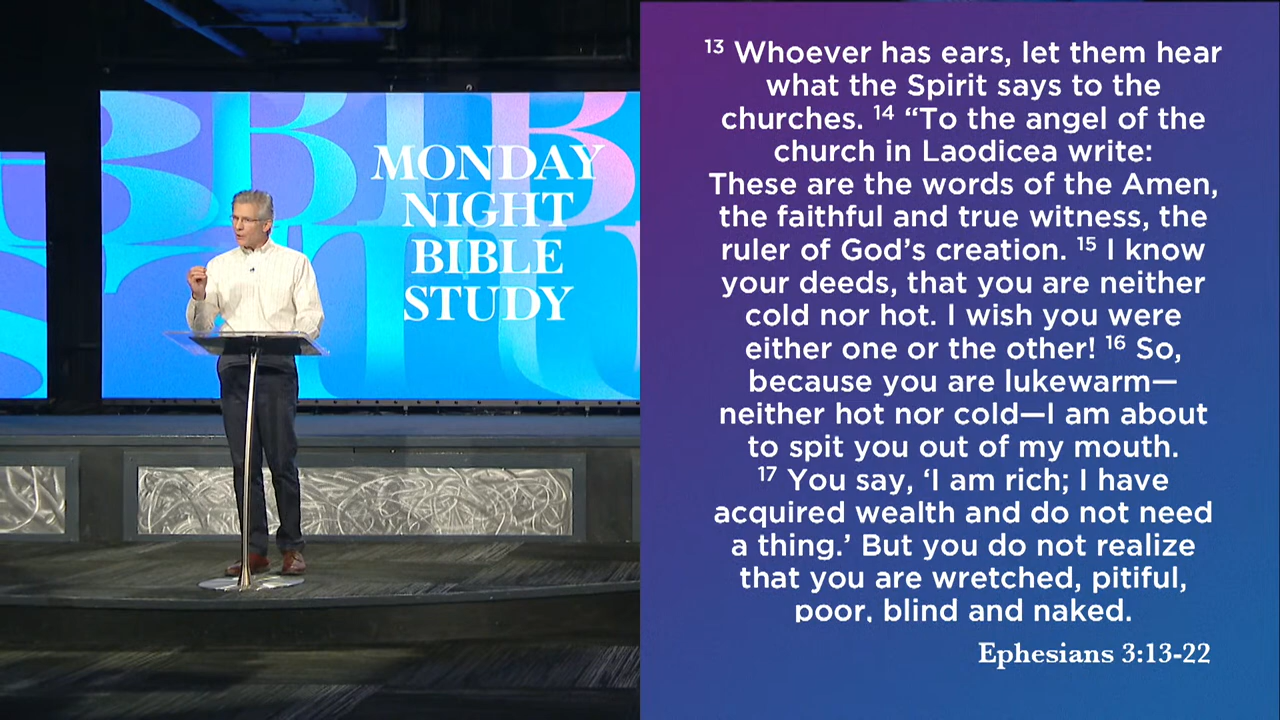 MONDAY
NIGHT
BIBLE
STUDY
13 Whoever has ears, let them hear
what the Spirit says to the
churches. 14 “To the angel of the
church in Laodicea write:
These are the words of the Amen,
the faithful and true witness, the
ruler of God’s creation. 15 I know
your deeds, that you are neither
cold nor hot. I wish you were
either one or the other! 16 So,
because you are lukewarm—
neither hot nor cold—I am about
to spit you out of my mouth.
17 You say, ‘I am rich; I have
acquired wealth and do not need
a thing.’ But you do not realize
that you are wretched, pitiful,
poor, blind and naked.
Ephesians 3:13-22